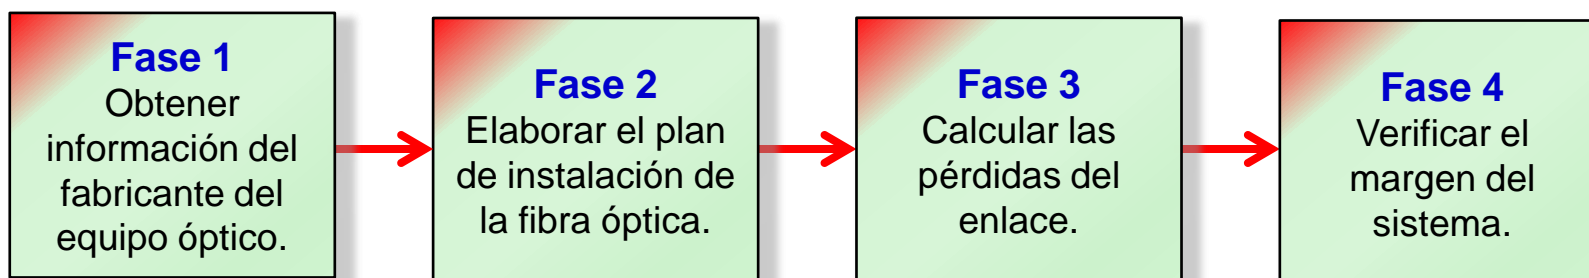 Fase 1
Obtener
información del
fabricante del
equipo óptico.
Fase 2
Elaborar el plan
de instalación de
la fibra óptica.
Fase 3
Calcular las
pérdidas del
enlace.
Fase 4
Verificar el
margen del
sistema.